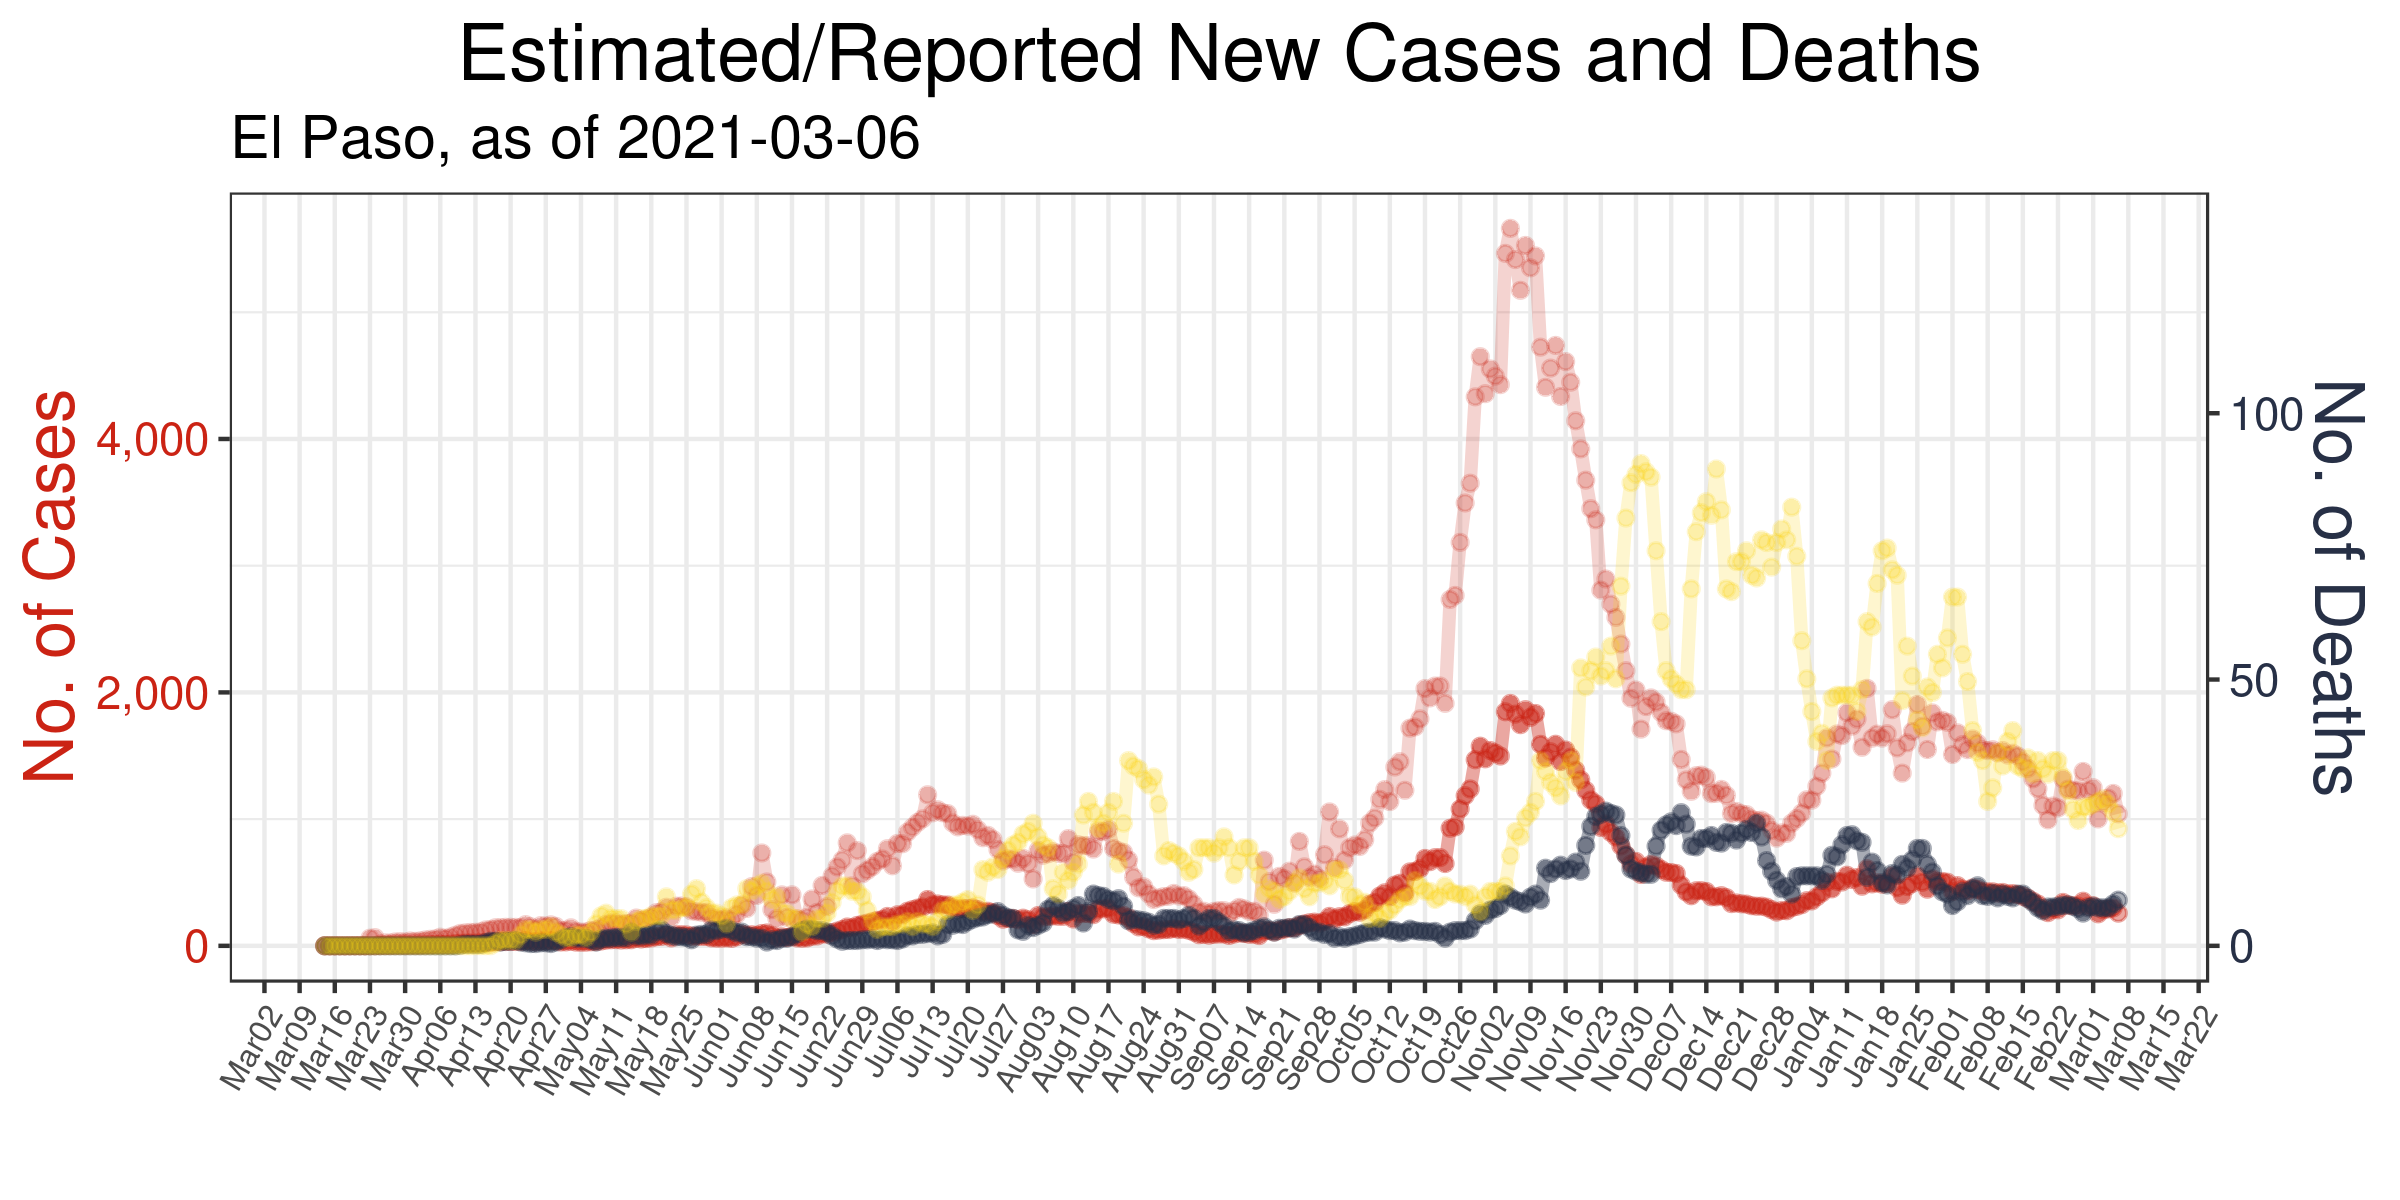 Estimated/Reported New Cases and Deaths
El Paso, as of 2021-03-06
No. of Cases
4,000
2,000
0
No. of Deaths
100
50
0
Mar02 Mar09 Mar16 Mar23 Mar30 Apr06 Apr13 Apr20 Apr27 May04 May11 May18 May25 Jun01 Jun08 Jun15 Jun22 Jun29 Jul06 Jul13 Jul20 Jul27 Aug03 Aug10 Aug17 Aug24 Aug31 Sep07 Sep14 Sep21 Sep28 Oct05 Oct12 Oct19 Oct26 Nov02 Nov09 Nov16 Nov23 Nov30 Dec07 Dec14 Dec21 Dec28 Dec04 Jan11 Jan18 Jan25 Jan01 Feb08 Feb08 Feb15 Feb22 Mar01 Mar08 Mar15 Mar22